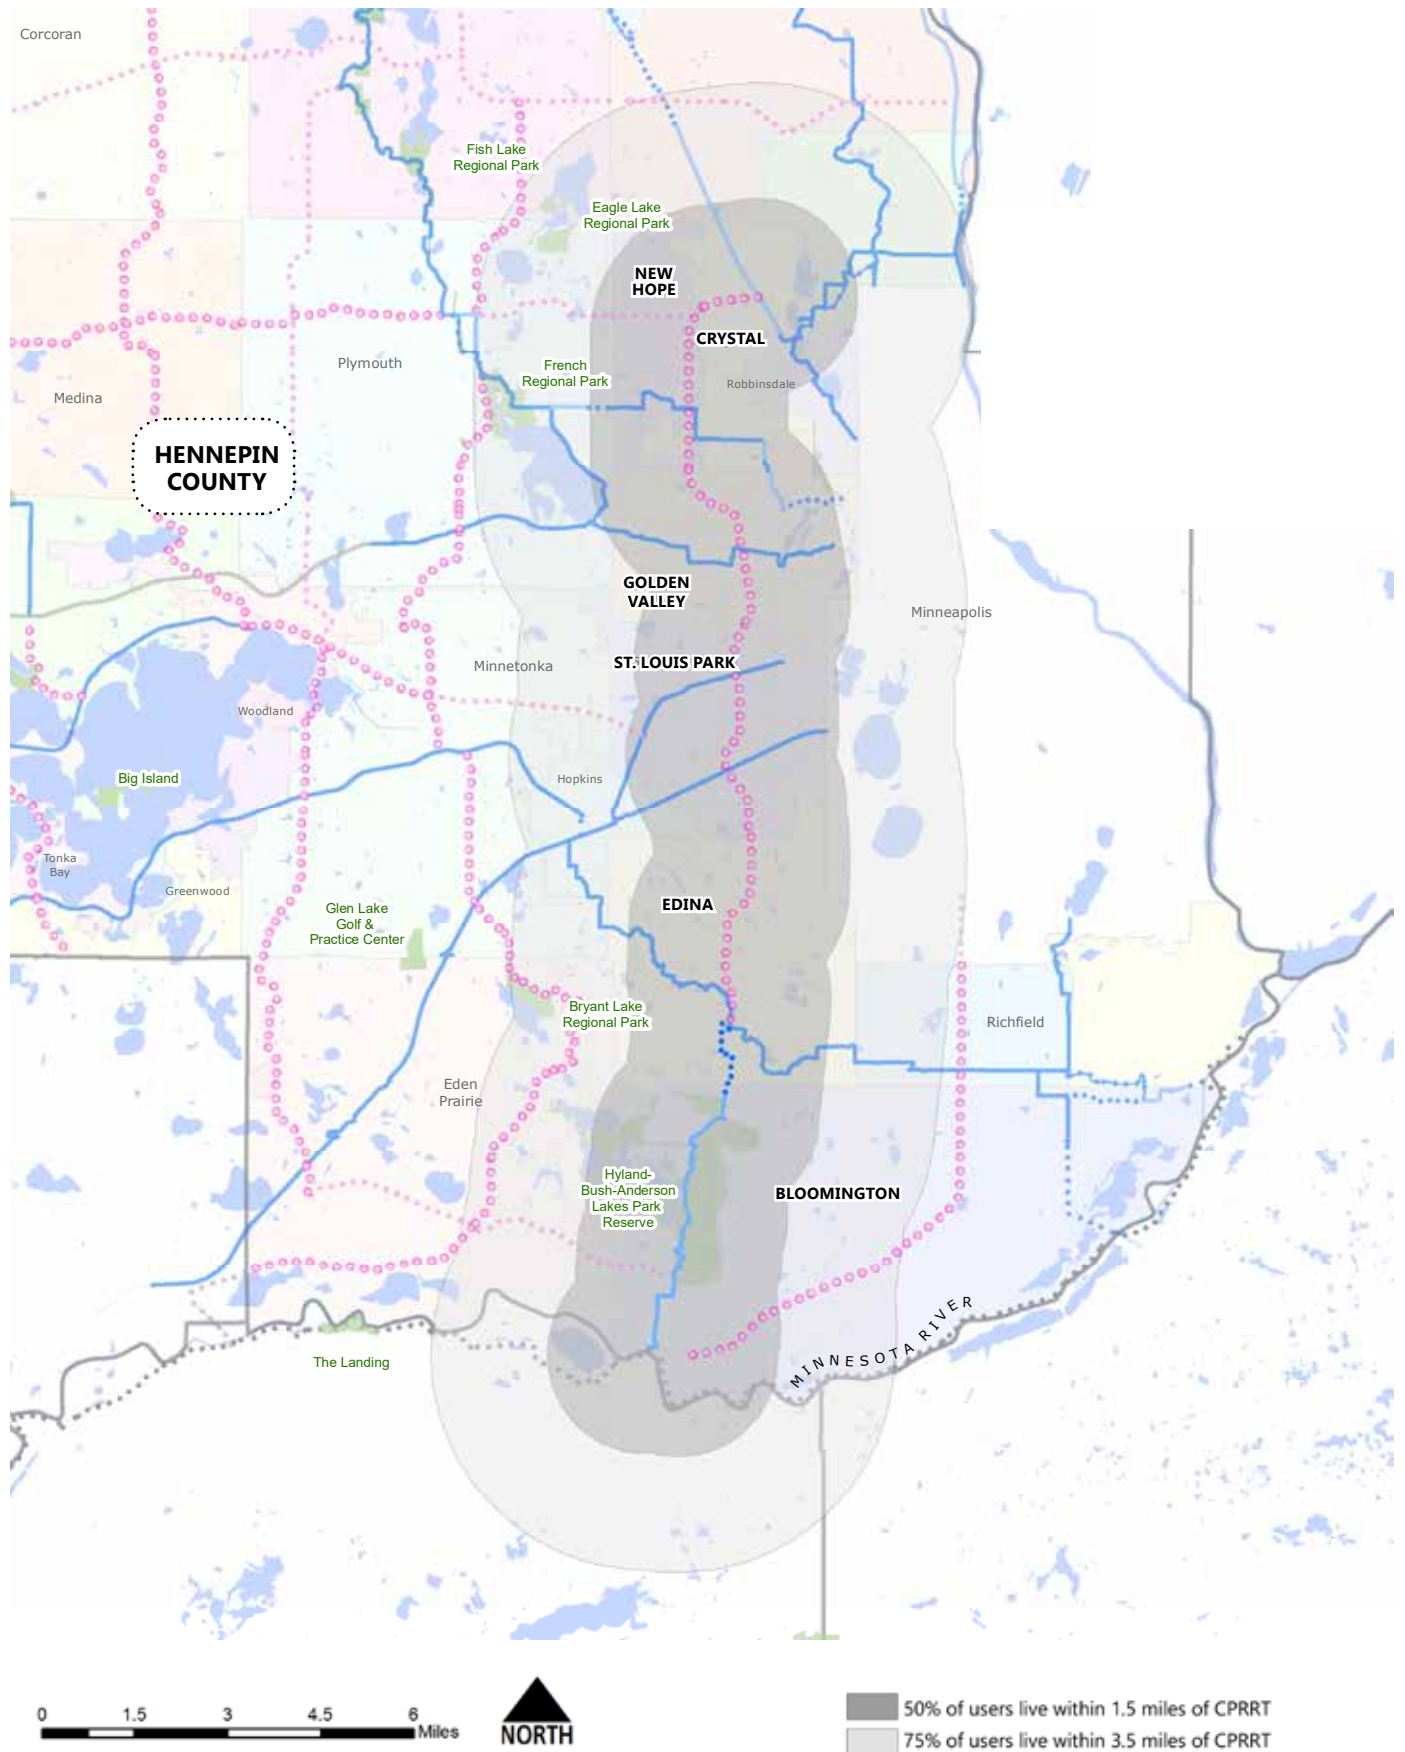 Corcoran
Fish Lake
Regional Park
Eagle Lake
Regional Park
NEW
HOPE
CRYSTAL
Plymouth
French
Regional Park
Robbinsdale
Medina
HENNEPIN
COUNTY
GOLDEN
VALLEY
Minneapolis
ST. LOUIS PARK
Minnetonka
Woodland
Big Island
Hopkins
Tonka
Bay
Greenwood
EDINA
Glen Lake
Golf &
Practice Center
Bryant Lake
Regional Park
Richfield
Eden
Prairie
Hyland-
Bush-Anderson
Lakes Park
Reserve
BLOOMINGTON
MINNESOTA RIVER
The Landing
0 1.5 3 4.5 6
Miles
NORTH
50% of users live within 1.5 miles of CPRRT
75% of users live within 3.5 miles of CPRRT